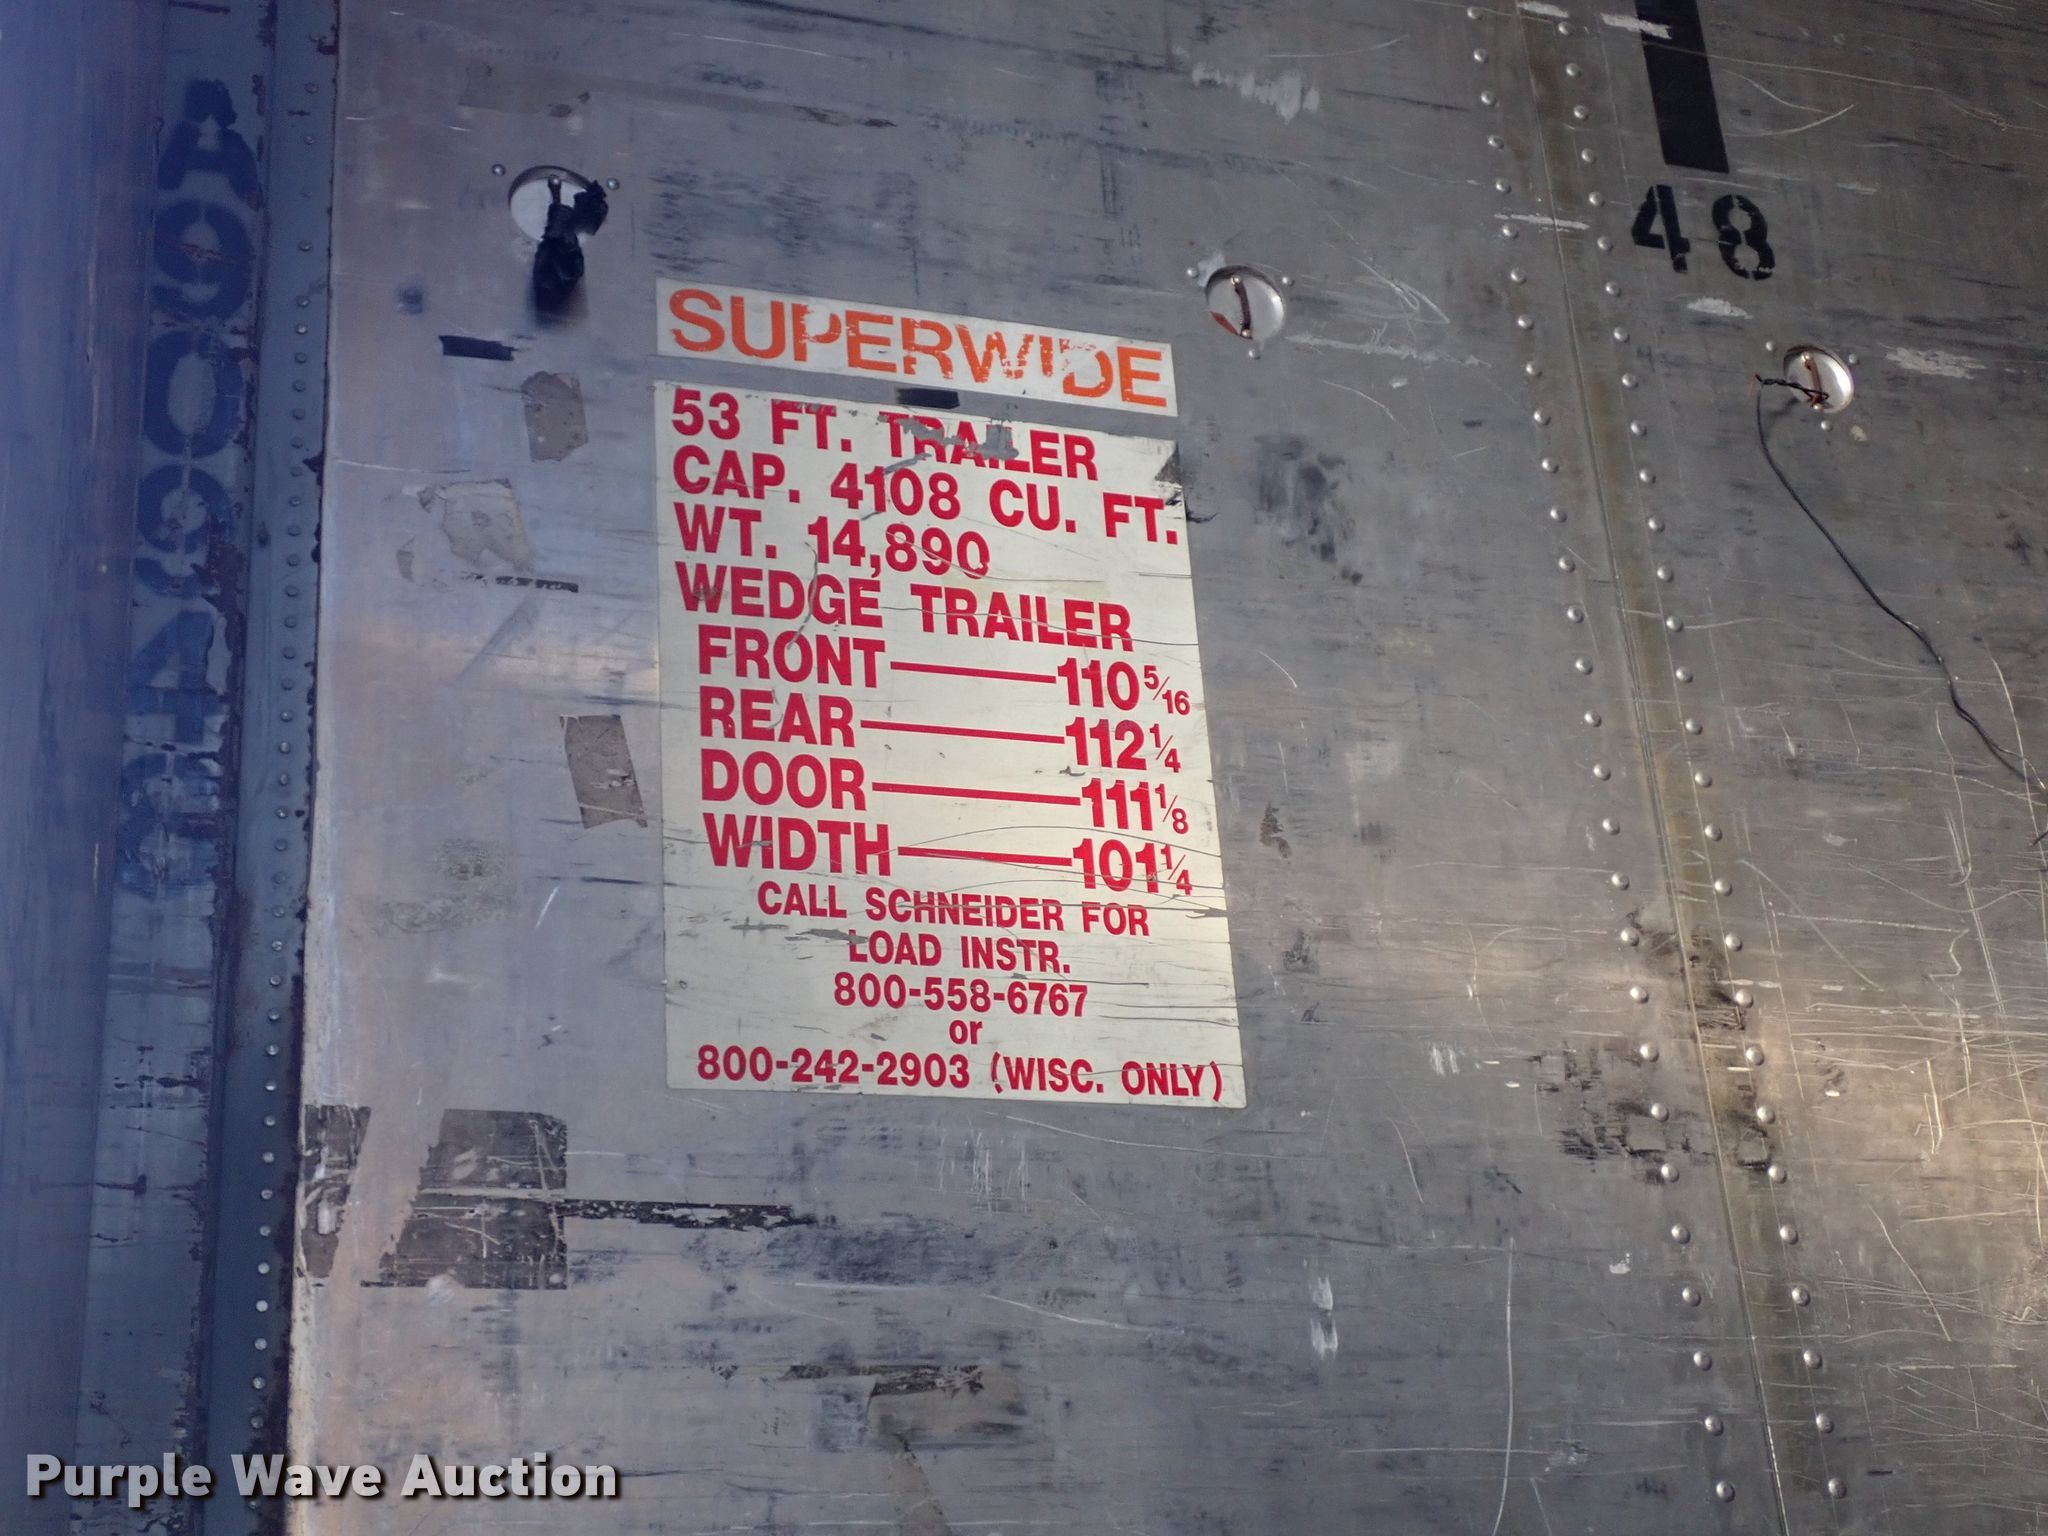 SUPERWIDE
53 FT. TRAILER
CAP. 4108 CU. FT.
WT. 14,890
WEDGE TRAILER
FRONT 110 5/16
REAR 112 1/4
DOOR 111 1/8
WIDTH 101 1/4
CALL SCHNEIDER FOR
LOAD INSTR.
800-558-6767
or
800-242-2903 (WISC. ONLY)
48
Purple Wave Auction